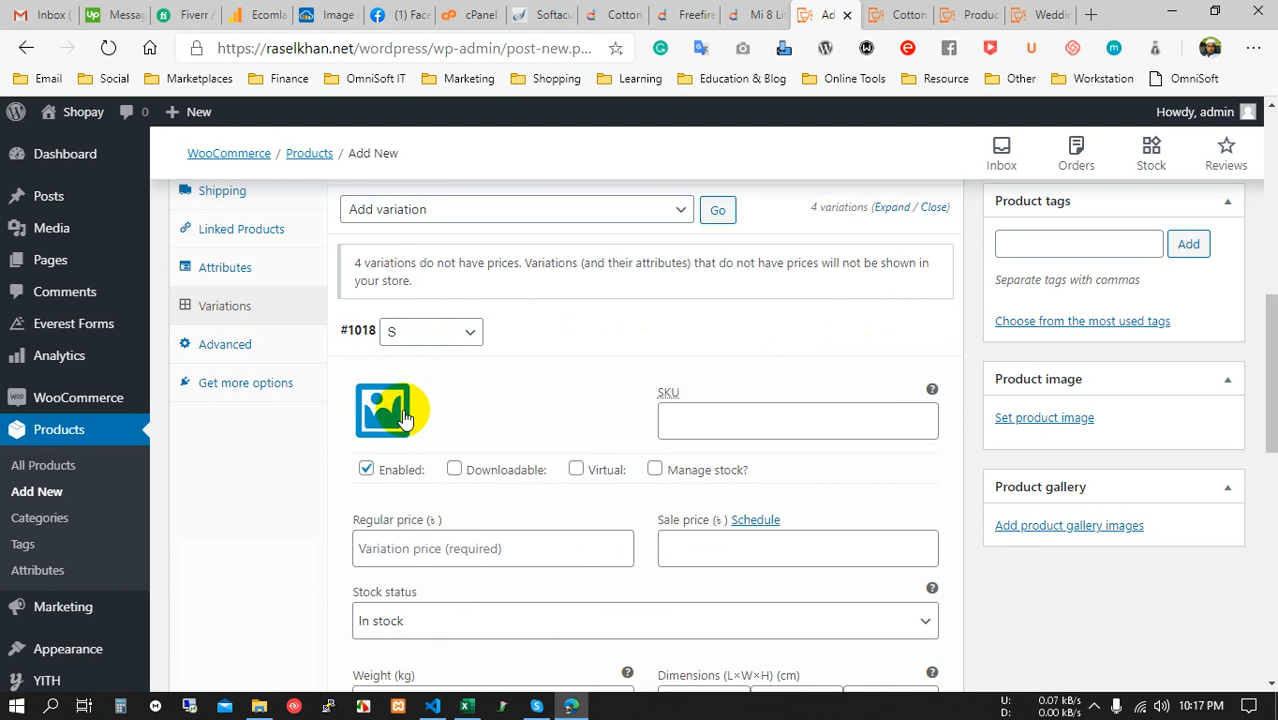 Inbox (
Messa
Fiverr /
Ecomla
Image
(1) Face
cPanel
Softacu
Cotton
Freefire
Mi 8 Li
Ad
Cotton
Produc
Weddin
https://raselkhan.net/wordpress/wp-admin/post-new.p...
Email
Social
Marketplaces
Finance
OmniSoft IT
Marketing
Shopping
Learning
Education & Blog
Online Tools
Resource
Other
Workstation
OmniSoft
Shopay
0
New
Howdy, admin
Dashboard
Posts
Media
Pages
Comments
Everest Forms
Analytics
WooCommerce
Products
All Products
Add New
Categories
Tags
Attributes
Marketing
Appearance
YITH
WooCommerce / Products / Add New
Inbox
Orders
Stock
Reviews
Shipping
Linked Products
Attributes
Variations
Advanced
Get more options
Add variation
Go
4 variations (Expand / Close)
4 variations do not have prices. Variations (and their attributes) that do not have prices will not be shown in
your store.
#1018 S
SKU
Enabled: Downloadable: Virtual: Manage stock?
Regular price (৳ )
Variation price (required)
Sale price (৳ ) Schedule
Stock status
In stock
Weight (kg)
Dimensions (L×W×H) (cm)
Product tags
Add
Separate tags with commas
Choose from the most used tags
Product image
Set product image
Product gallery
Add product gallery images
U: 0.07 kB/s
D: 0.00 kB/s
10:17 PM